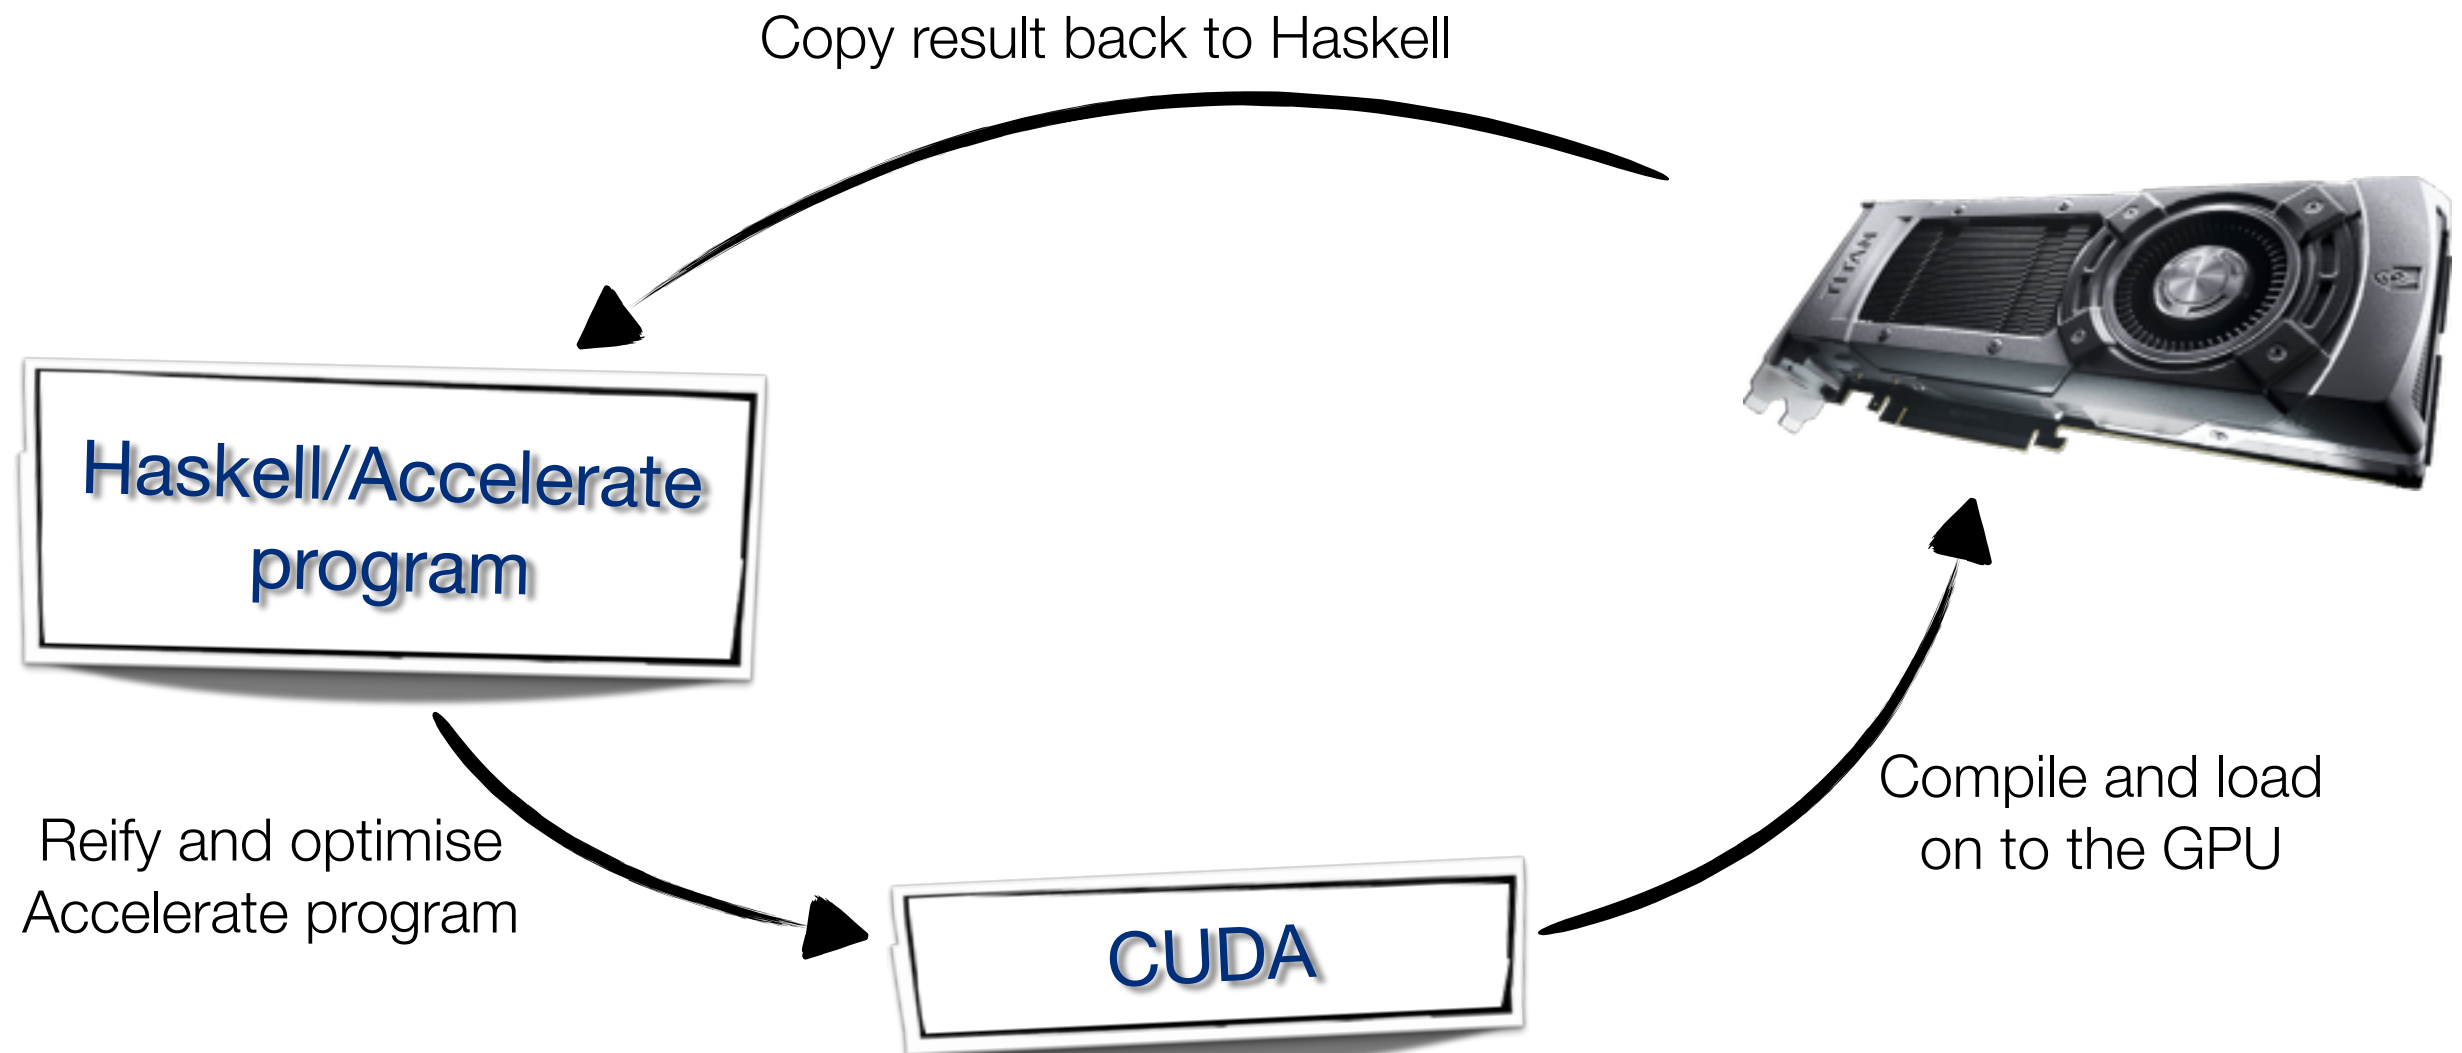 Copy result back to Haskell
TITAN
Haskell/Accelerate
program
Reify and optimise
Accelerate program
Compile and load
on to the GPU
CUDA